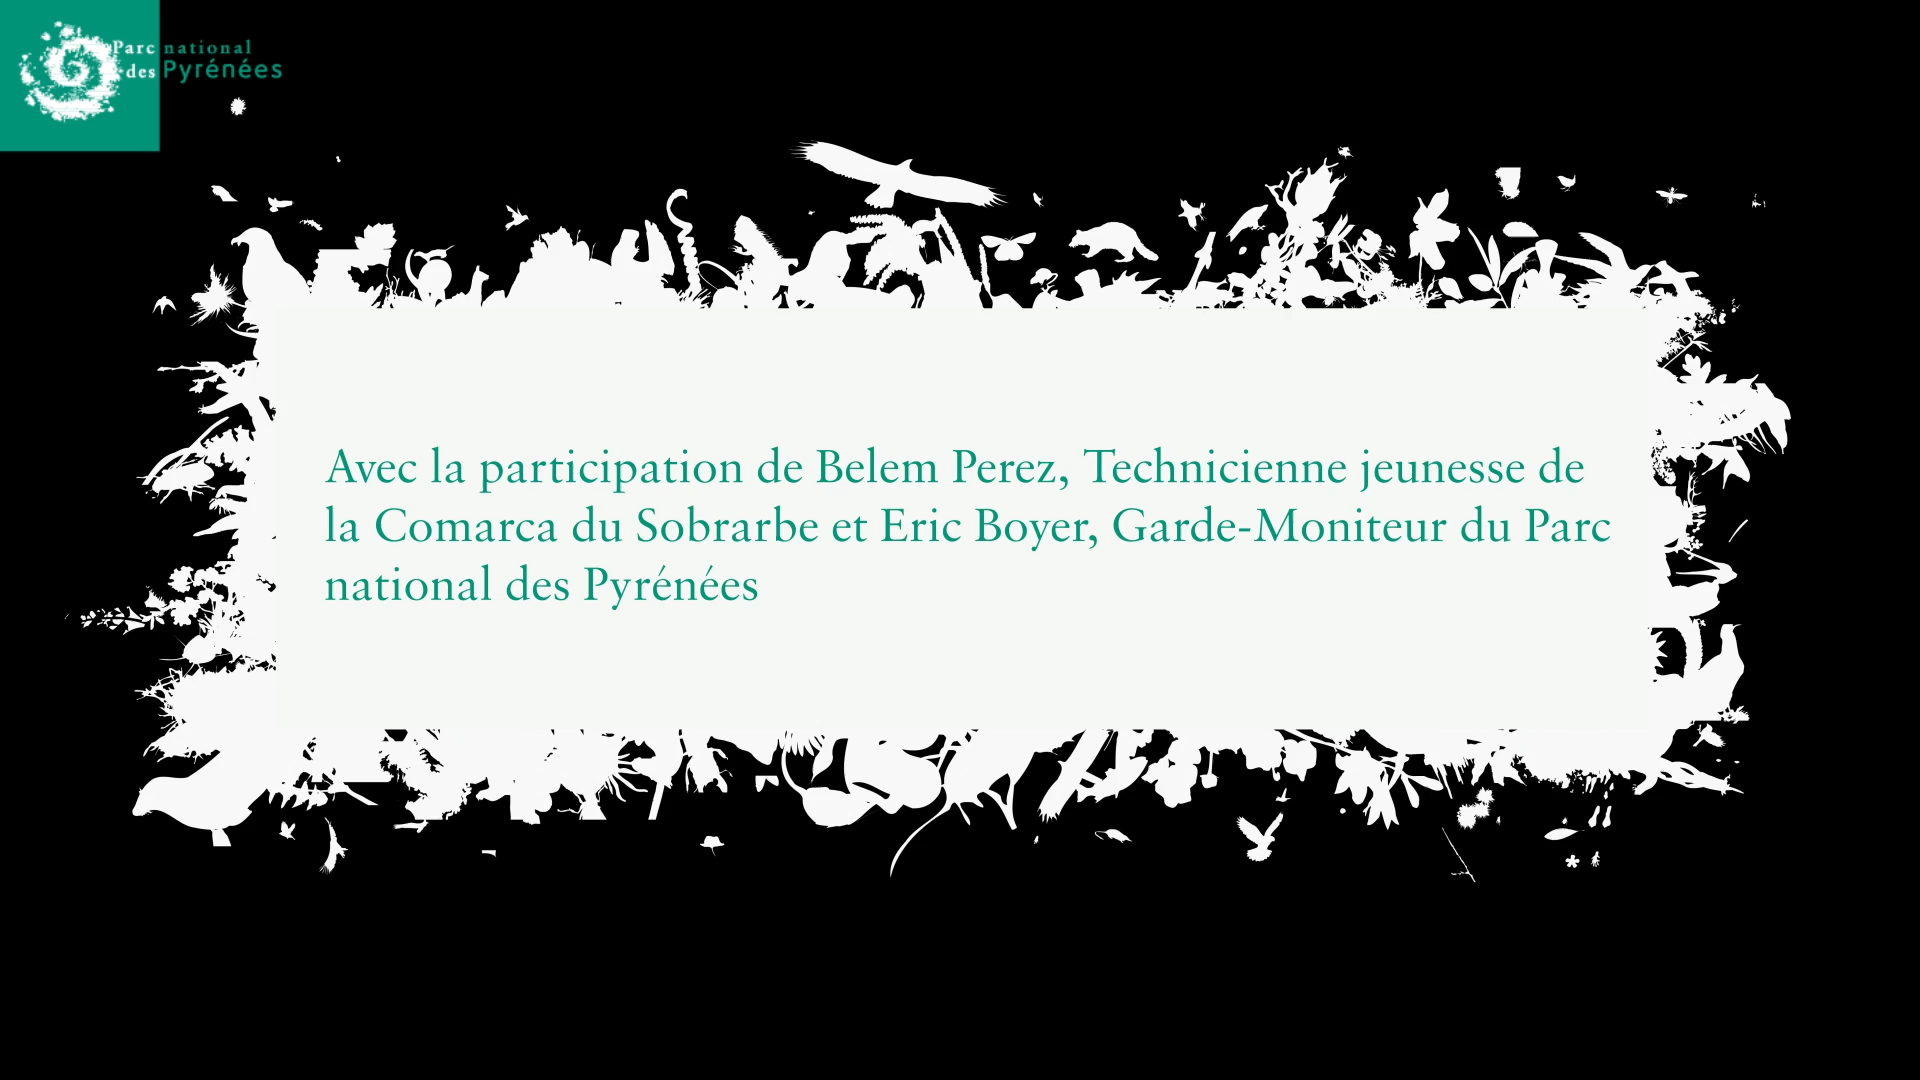 Parc national
des Pyrénées
Avec la participation de Belem Perez, Technicienne jeunesse de
la Comarca du Sobrarbe et Eric Boyer, Garde-Moniteur du Parc
national des Pyrénées